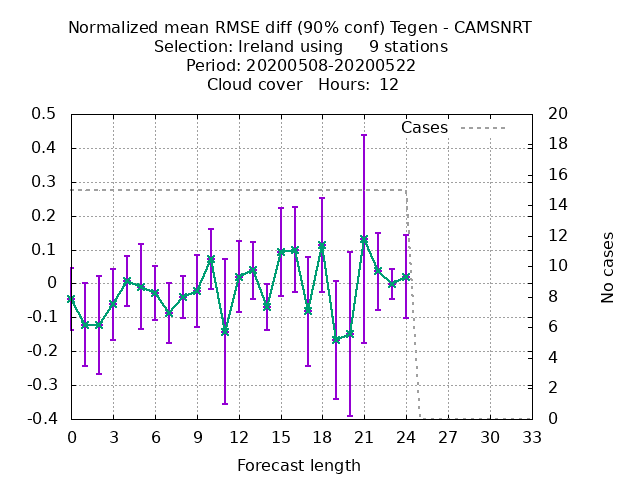 Normalized mean RMSE diff (90% conf) Tegen - CAMSNRT
Selection: Ireland using 9 stations
Period: 20200508-20200522
Cloud cover Hours: 12
0.5
0.4
0.3
0.2
0.1
0
-0.1
-0.2
-0.3
-0.4
Cases
20
18
16
14
12
10
8
6
4
2
0
No cases
0 3 6 9 12 15 18 21 24 27 30 33
Forecast length